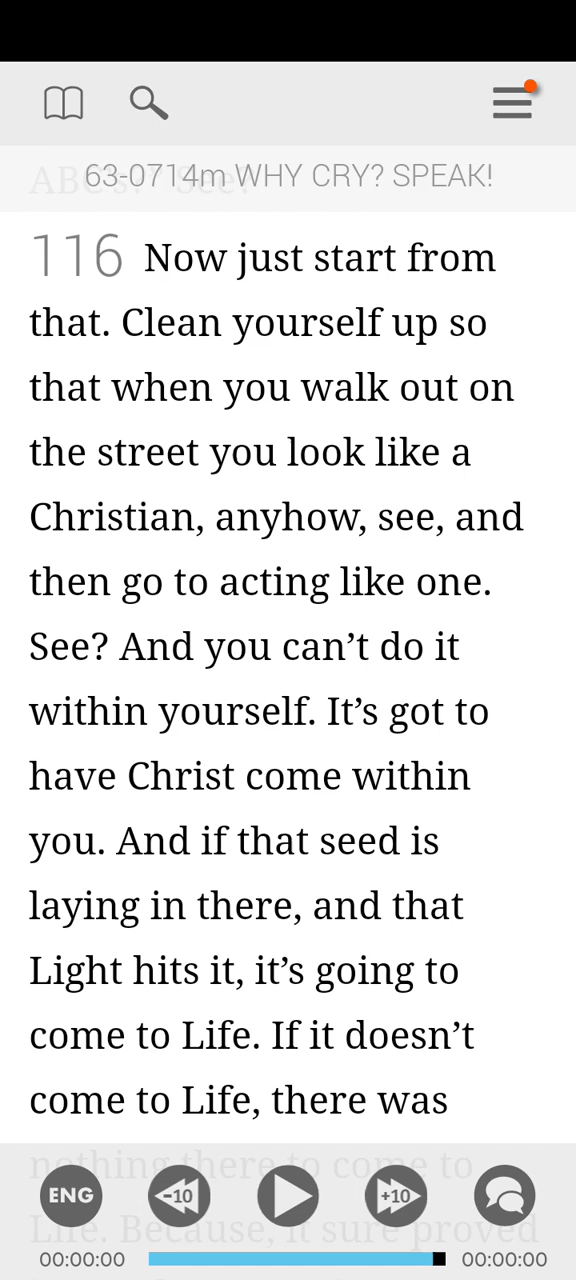 ABC's?" See?
63-0714m WHY CRY? SPEAK!
116 Now just start from
that. Clean yourself up so
that when you walk out on
the street you look like a
Christian, anyhow, see, and
then go to acting like one.
See? And you can't do it
within yourself. It's got to
have Christ come within
you. And if that seed is
laying in there, and that
Light hits it, it's going to
come to Life. If it doesn't
come to Life, there was
nothing there to come to
ENG -10 +10
Life. Because, it sure proved
00:00:00 00:00:00